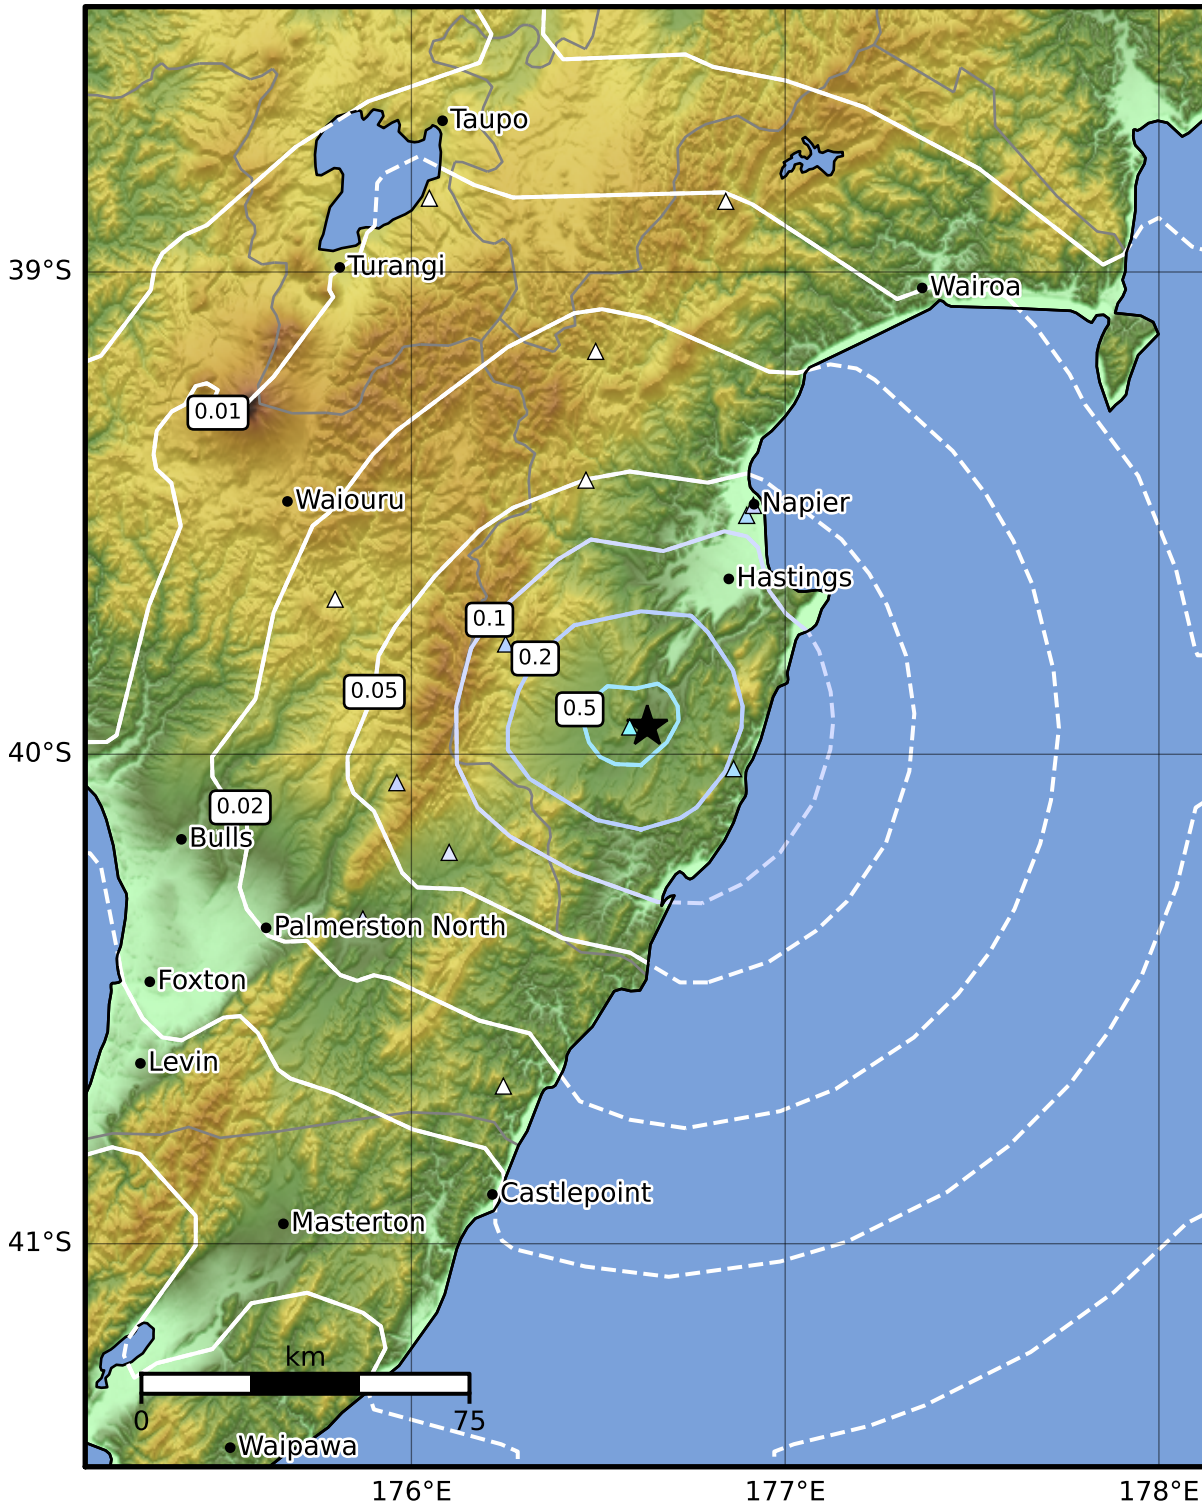 Taupo
39°S
Turangi
Wairoa
0.01
Waiouru
Napier
Hastings
0.1
0.2
0.05
0.5
40°S
0.02
Bulls
Palmerston North
Foxton
Levin
Castlepoint
Masterton
41°S
km
0 75
Waipawa
176°E 177°E 178°E